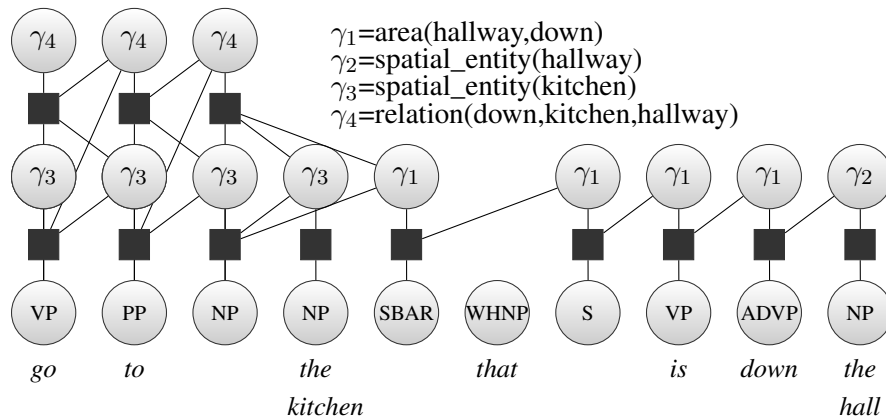 γ4 γ4 γ4
γ1=area(hallway,down)
γ2=spatial_entity(hallway)
γ3=spatial_entity(kitchen)
γ4=relation(down,kitchen,hallway)
γ3 γ3 γ3 γ3 γ1 γ1 γ1 γ1 γ2
VP PP NP NP SBAR WHNP S VP ADVP NP
go to the that is down the
kitchen hall